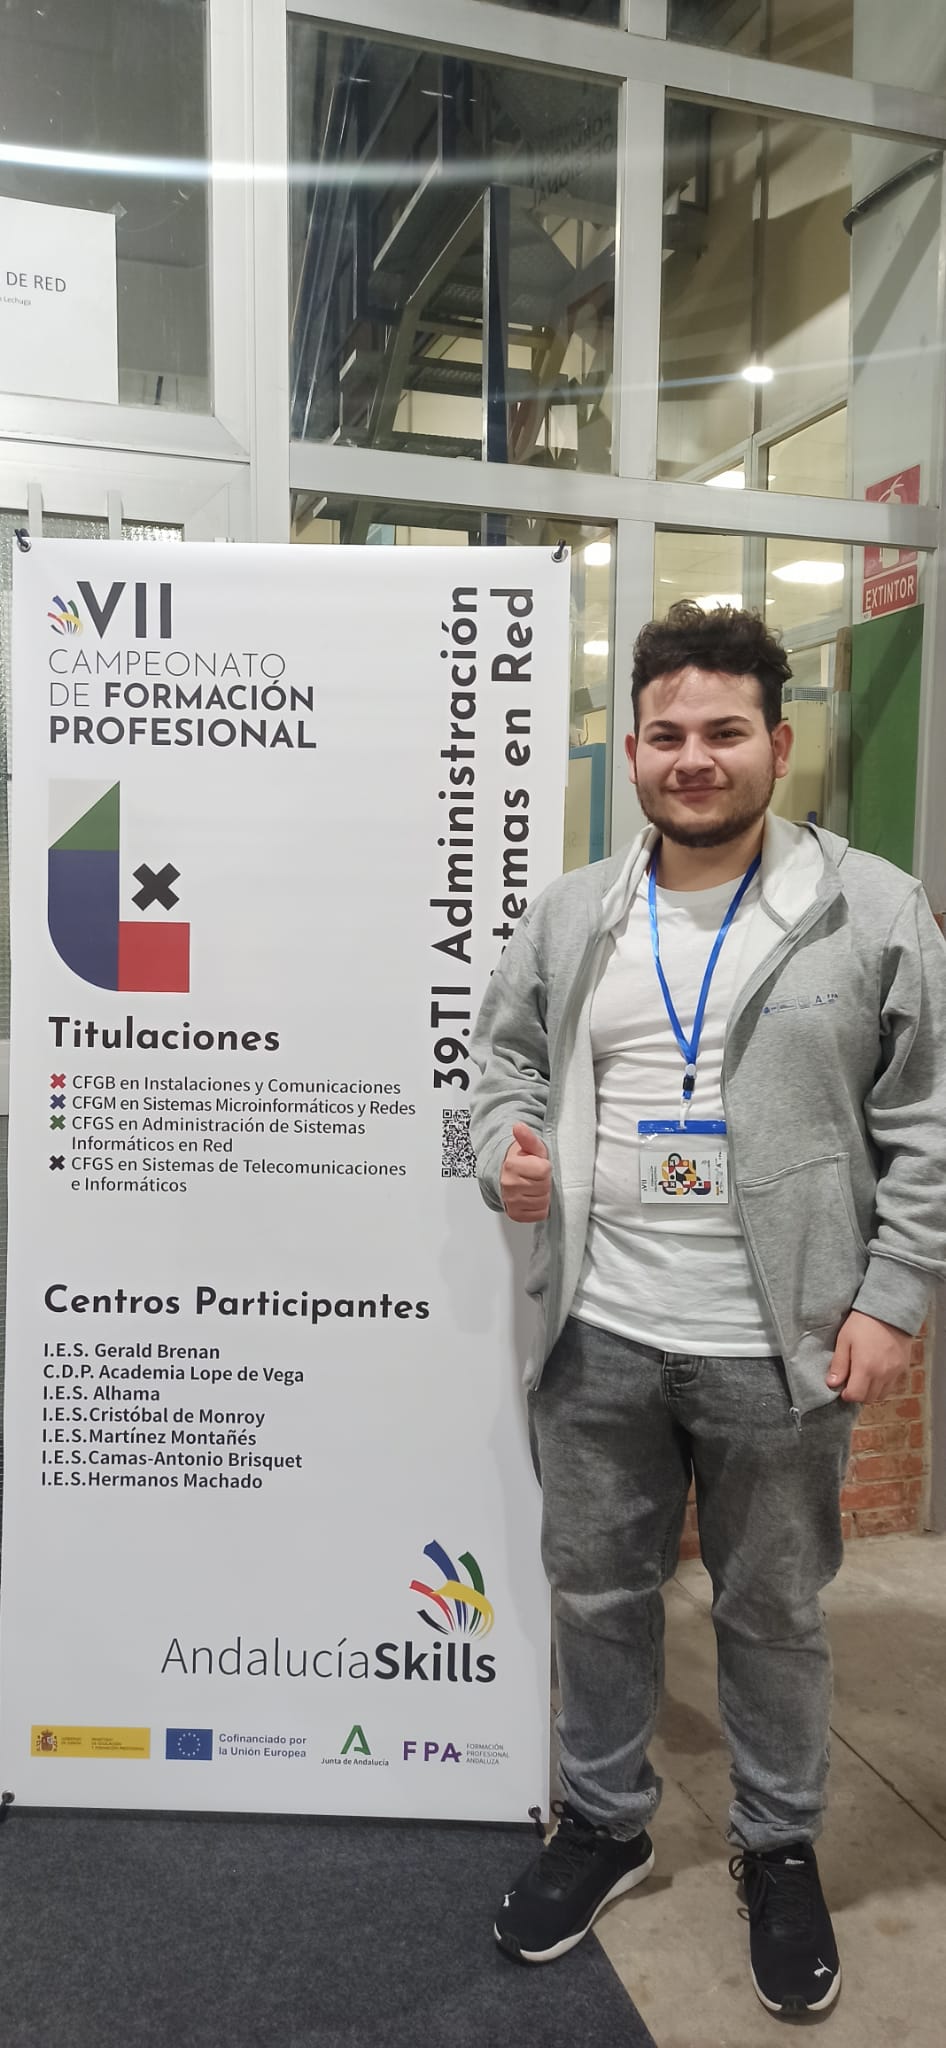 DE RED
Lechuga
EXTINTOR
VII
CAMPEONATO
DE FORMACIÓN
PROFESIONAL
39.TI Administración
temas en Red
Titulaciones
CFGB en Instalaciones y Comunicaciones
CFGM en Sistemas Microinformáticos y Redes
CFGS en Administración de Sistemas
Informáticos en Red
CFGS en Sistemas de Telecomunicaciones
e Informáticos
Centros Participantes
I.E.S. Gerald Brenan
C.D.P. Academia Lope de Vega
I.E.S. Alhama
I.E.S.Cristóbal de Monroy
I.E.S.Martínez Montañés
I.E.S.Camas-Antonio Brisquet
I.E.S.Hermanos Machado
AndalucíaSkills
Cofinanciado por
la Unión Europea
Junta de Andalucía
FPA
FORMACIÓN
PROFESIONAL
ANDALUZA
VII